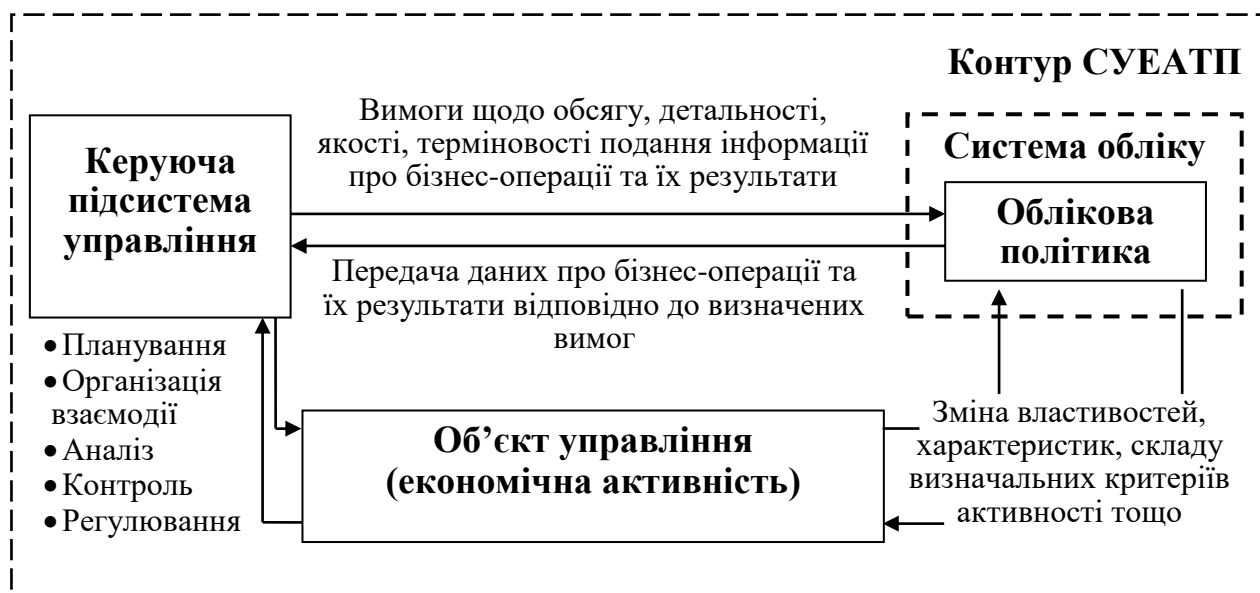 Контур СУЕАТП
Вимоги щодо обсягу, детальності,
якості, терміновості подання інформації
про бізнес-операції та їх результати
Керуюча
підсистема
управління
Система обліку
Облікова
політика
Передача даних про бізнес-операції та
їх результати відповідно до визначених
вимог
•Планування
•Організація
взаємодії
•Аналіз
•Контроль
•Регулювання
Об’єкт управління
(економічна активність)
Зміна властивостей,
характеристик, складу
визначальних критеріїв
активності тощо